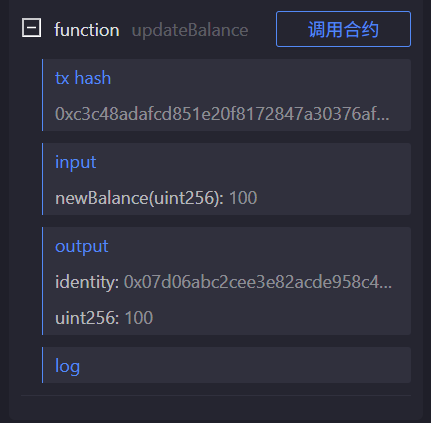 function updateBalance 调用合约
tx hash
0xc3c48adafcd851e20f8172847a30376af...
input
newBalance(uint256): 100
output
identity: 0x07d06abc2cee3e82acde958c4...
uint256: 100
log